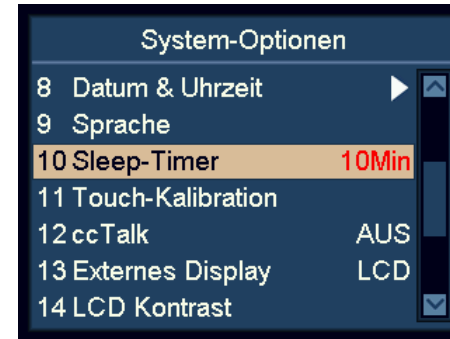 System-Optionen
8 Datum & Uhrzeit
9 Sprache
10 Sleep-Timer 10Min
11 Touch-Kalibration
12 ccTalk AUS
13 Externes Display LCD
14 LCD Kontrast